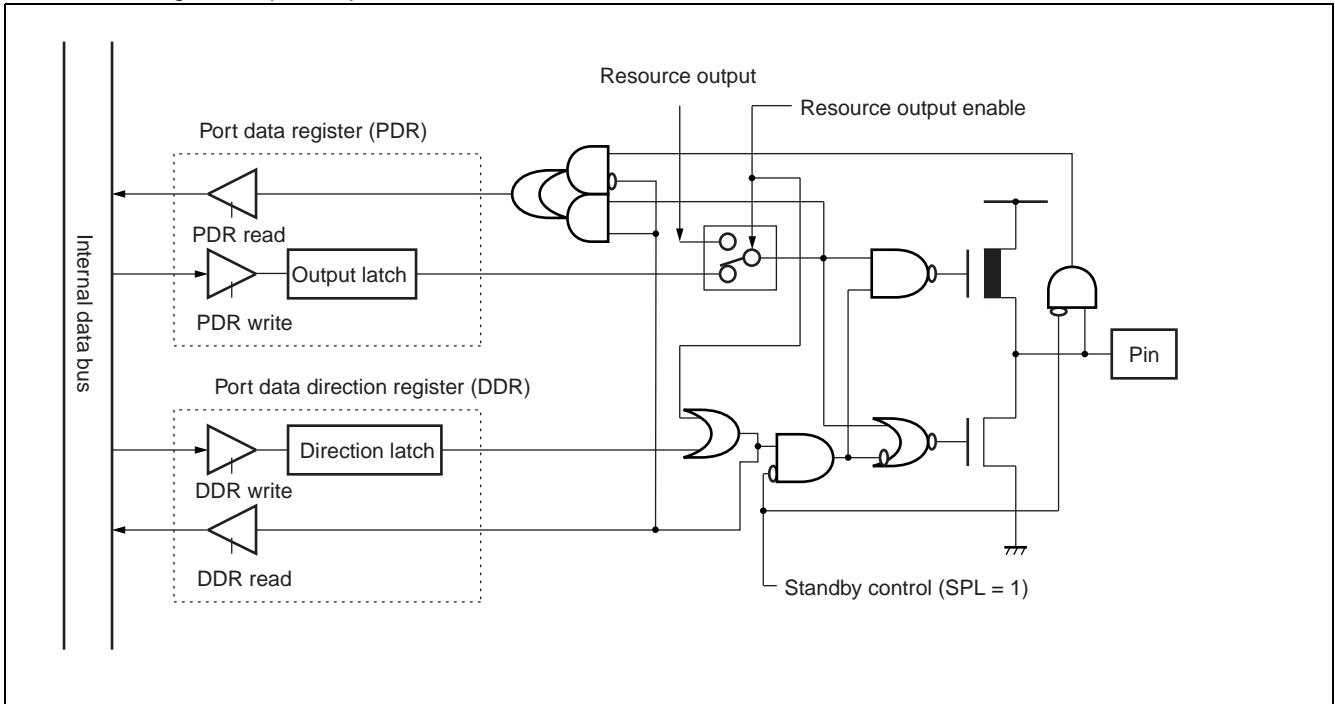 Resource output
Resource output enable
Port data register (PDR)
PDR read
Output latch
PDR write
Internal data bus
Pin
Port data direction register (DDR)
Direction latch
DDR write
DDR read
Standby control (SPL = 1)